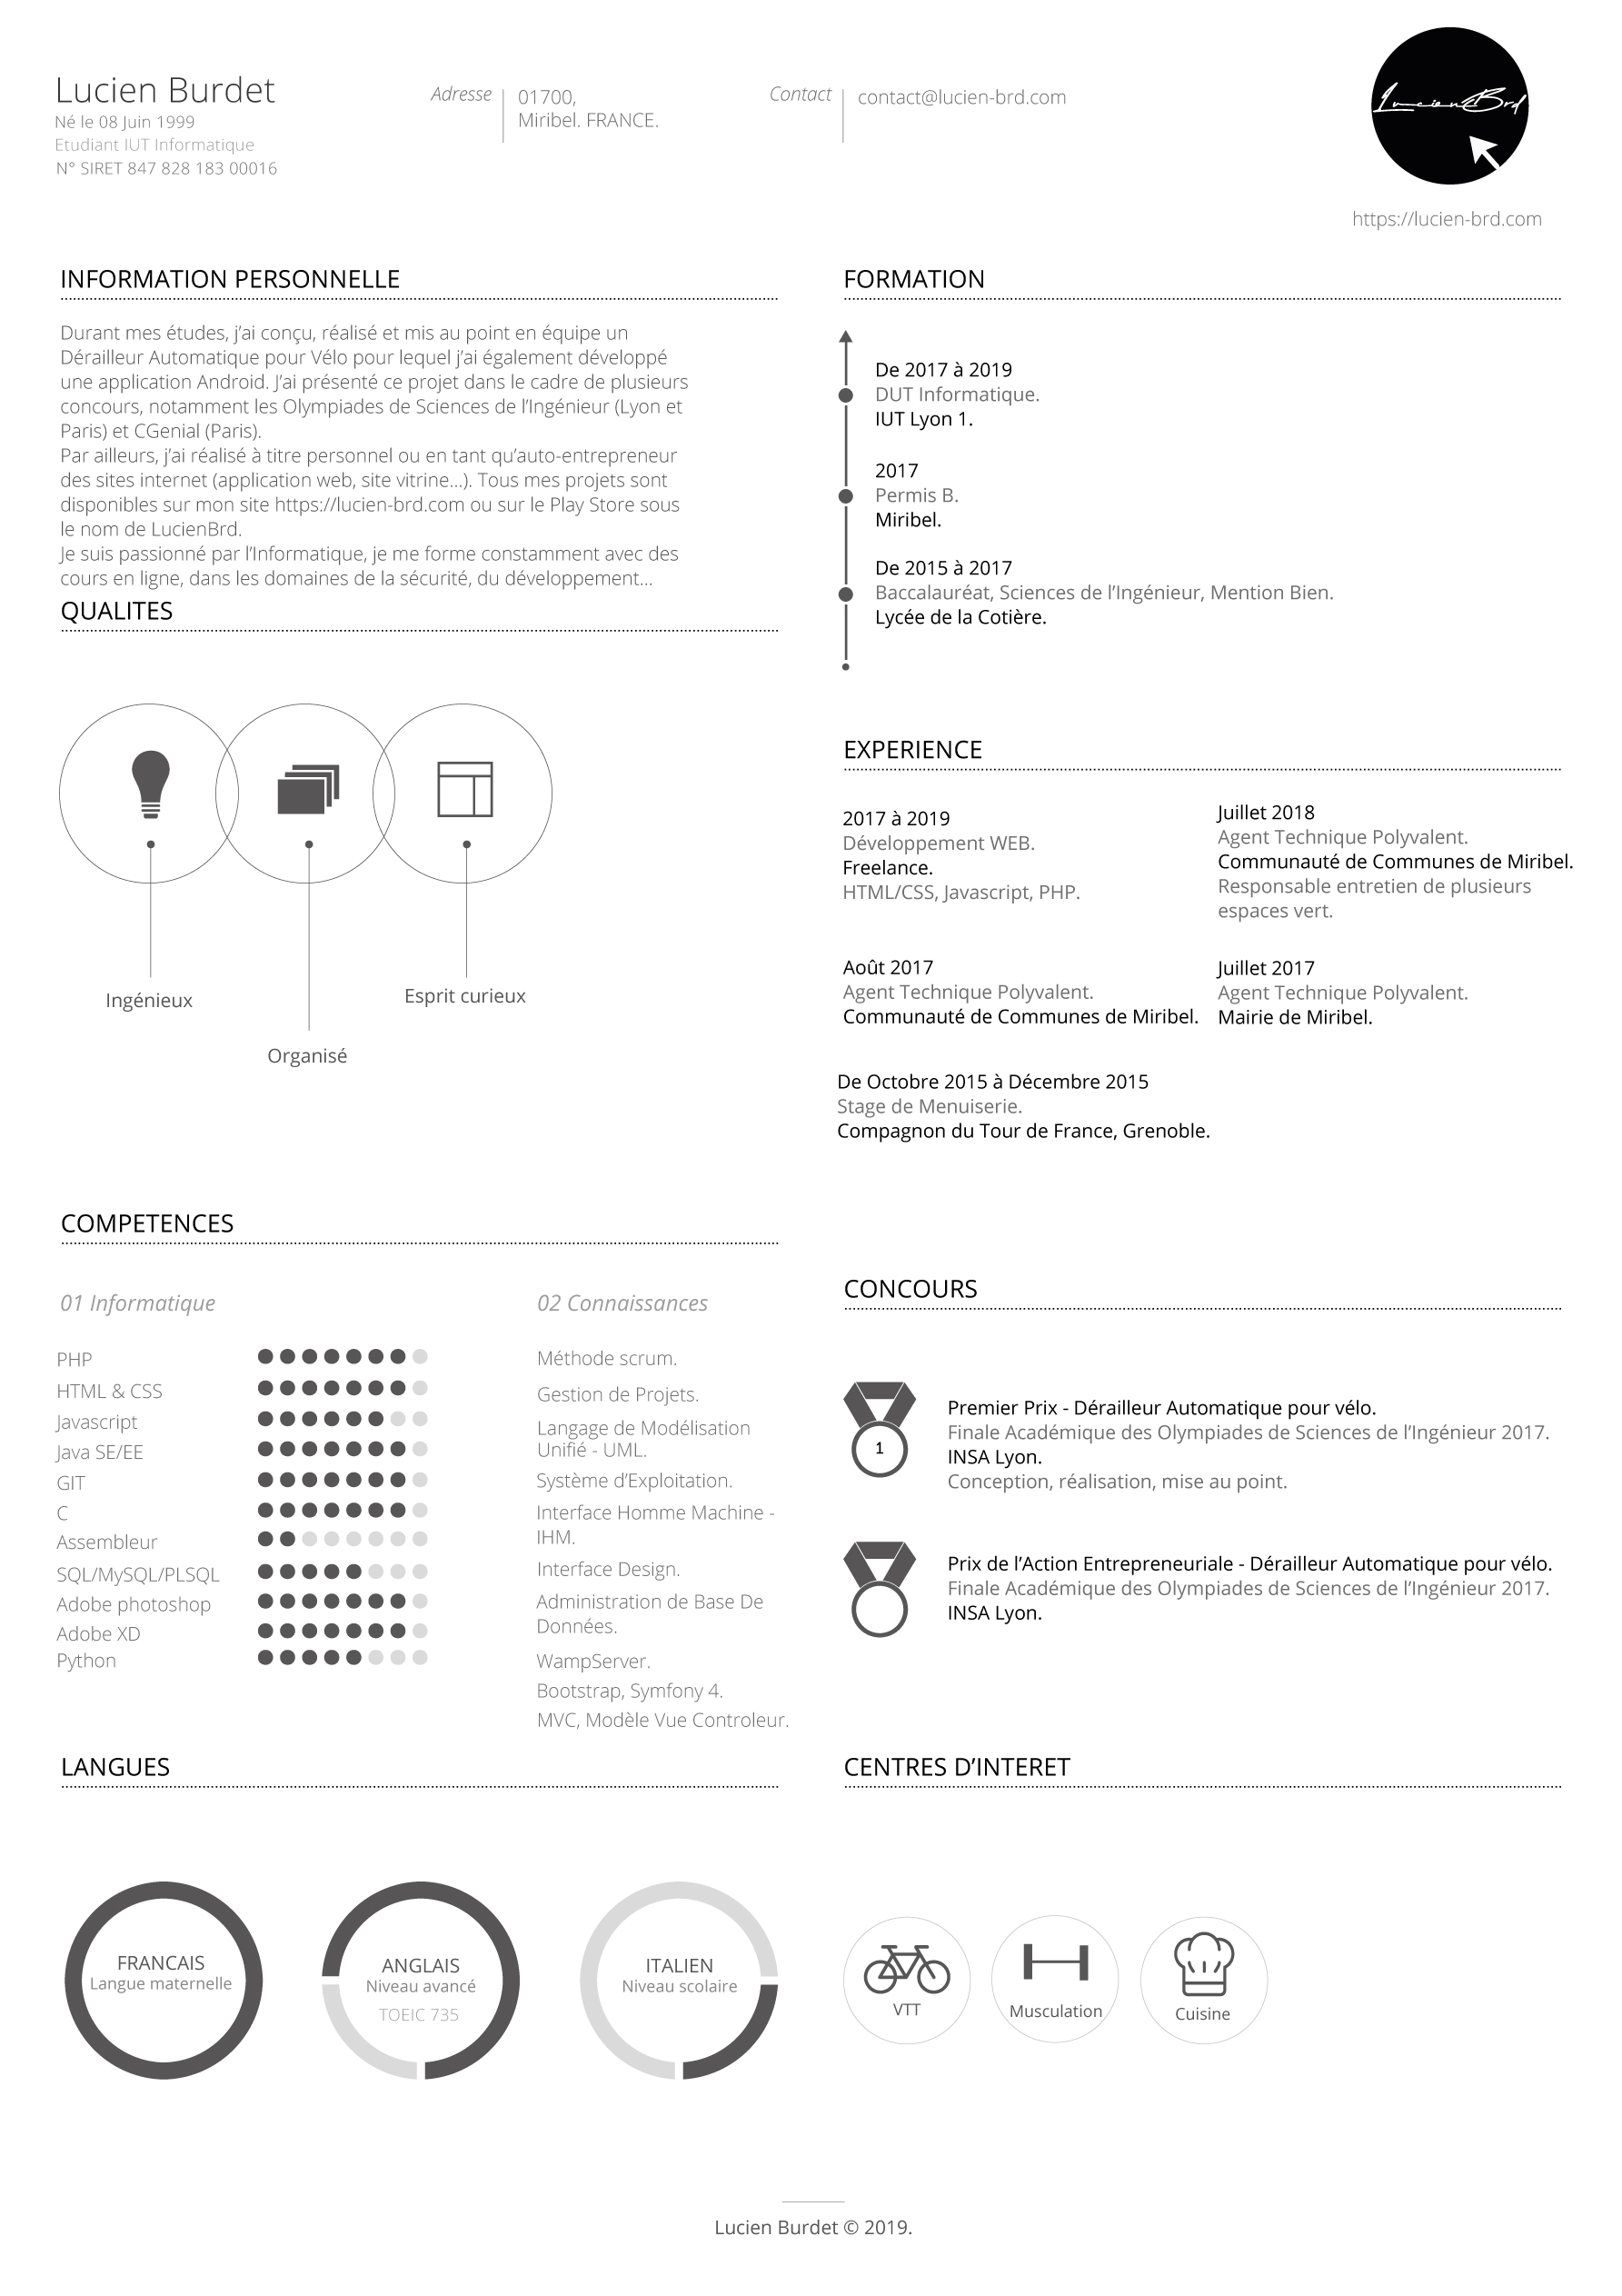 Lucien Burdet
Né le 08 Juin 1999
Etudiant IUT Informatique
N° SIRET 847 828 183 00016
Adresse
01700,
Miribel. FRANCE.
Contact
contact@lucien-brd.com
LucienBrd
https://lucien-brd.com
INFORMATION PERSONNELLE
Durant mes études, j’ai conçu, réalisé et mis au point en équipe un
Dérailleur Automatique pour Vélo pour lequel j’ai également développé
une application Android. J’ai présenté ce projet dans le cadre de plusieurs
concours, notamment les Olympiades de Sciences de l’Ingénieur (Lyon et
Paris) et CGenial (Paris).
Par ailleurs, j’ai réalisé à titre personnel ou en tant qu’auto-entrepreneur
des sites internet (application web, site vitrine...). Tous mes projets sont
disponibles sur mon site https://lucien-brd.com ou sur le Play Store sous
le nom de LucienBrd.
Je suis passionné par l’Informatique, je me forme constamment avec des
cours en ligne, dans les domaines de la sécurité, du développement...
QUALITES
Ingénieux
Organisé
Esprit curieux
FORMATION
De 2017 à 2019
DUT Informatique.
IUT Lyon 1.
2017
Permis B.
Miribel.
De 2015 à 2017
Baccalauréat, Sciences de l’Ingénieur, Mention Bien.
Lycée de la Cotière.
EXPERIENCE
2017 à 2019
Développement WEB.
Freelance.
HTML/CSS, Javascript, PHP.
Juillet 2018
Agent Technique Polyvalent.
Communauté de Communes de Miribel.
Responsable entretien de plusieurs
espaces vert.
Août 2017
Agent Technique Polyvalent.
Communauté de Communes de Miribel.
Juillet 2017
Agent Technique Polyvalent.
Mairie de Miribel.
De Octobre 2015 à Décembre 2015
Stage de Menuiserie.
Compagnon du Tour de France, Grenoble.
COMPETENCES
01 Informatique
PHP
HTML & CSS
Javascript
Java SE/EE
GIT
C
Assembleur
SQL/MySQL/PLSQL
Adobe photoshop
Adobe XD
Python
02 Connaissances
Méthode scrum.
Gestion de Projets.
Langage de Modélisation
Unifié - UML.
Système d’Exploitation.
Interface Homme Machine -
IHM.
Interface Design.
Administration de Base De
Données.
WampServer.
Bootstrap, Symfony 4.
MVC, Modèle Vue Controleur.
CONCOURS
1
Premier Prix - Dérailleur Automatique pour vélo.
Finale Académique des Olympiades de Sciences de l’Ingénieur 2017.
INSA Lyon.
Conception, réalisation, mise au point.
Prix de l’Action Entrepreneuriale - Dérailleur Automatique pour vélo.
Finale Académique des Olympiades de Sciences de l’Ingénieur 2017.
INSA Lyon.
LANGUES
FRANCAIS
Langue maternelle
ANGLAIS
Niveau avancé
TOEIC 735
ITALIEN
Niveau scolaire
CENTRES D’INTERET
VTT
Musculation
Cuisine
Lucien Burdet © 2019.